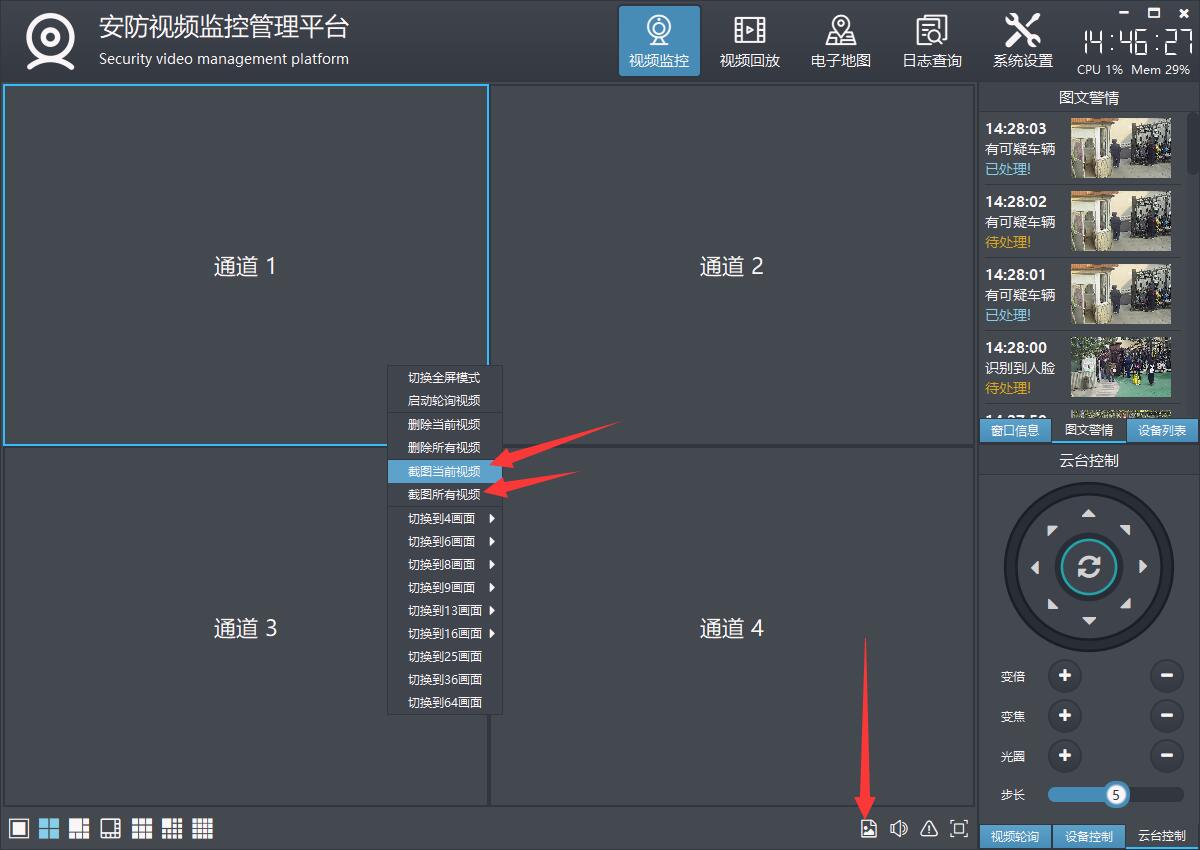 安防视频监控管理平台
Security video management platform
视频监控
视频回放
电子地图
日志查询
系统设置
14:46:27
CPU 1% Mem 29%
通道 1
通道 2
通道 3
通道 4
切换全屏模式
启动轮询视频
删除当前视频
删除所有视频
截图当前视频
截图所有视频
切换到4画面
切换到6画面
切换到8画面
切换到9画面
切换到13画面
切换到16画面
切换到25画面
切换到36画面
切换到64画面
图文警情
14:28:03
有可疑车辆
已处理!
14:28:02
有可疑车辆
待处理!
14:28:01
有可疑车辆
已处理!
14:28:00
识别到人脸
待处理!
窗口信息
图文警情
设备列表
云台控制
变倍
变焦
光圈
步长
5
视频轮询
设备控制
云台控制